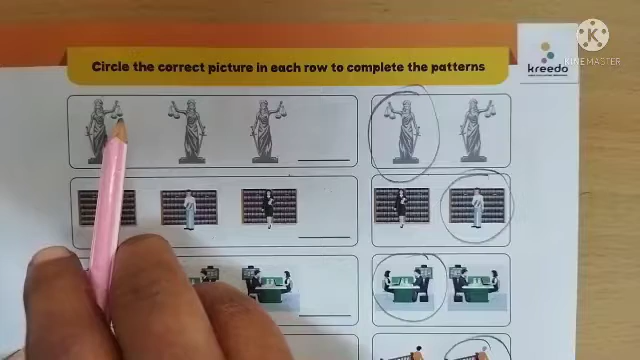 Circle the correct picture in each row to complete the patterns
kreedo
KINEMASTER